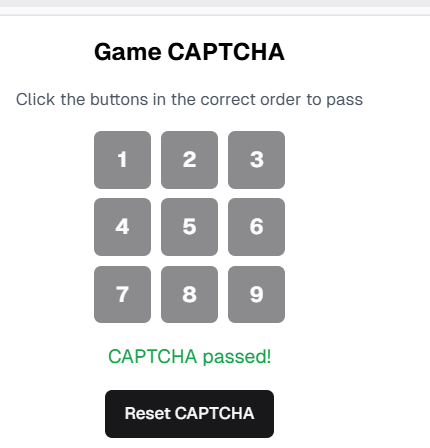 Game CAPTCHA
Click the buttons in the correct order to pass
1 2 3
4 5 6
7 8 9
CAPTCHA passed!
Reset CAPTCHA